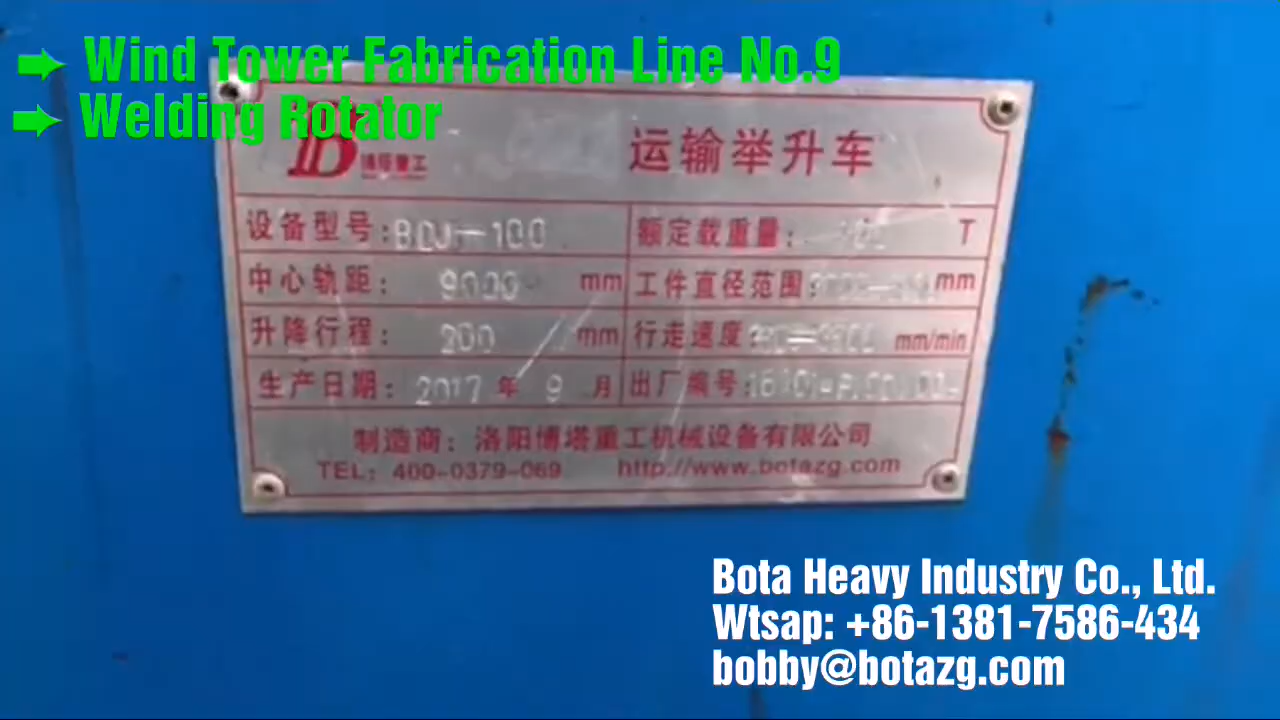 Wind Tower Fabrication Line No.9
Welding Rotator
B
博塔重工
运输举升车
设备型号: 100 额定载重量: T
中心轨距: 9000 mm 工件直径范围: mm
升降行程: 200 mm 行走速度: mm/min
生产日期: 2017 年 9 月 出厂编号:
制造商: 洛阳博塔重工机械设备有限公司
TEL: 400-0379-069 http://www.botazg.com
Bota Heavy Industry Co., Ltd.
Wtsap: +86-1381-7586-434
bobby@botazg.com